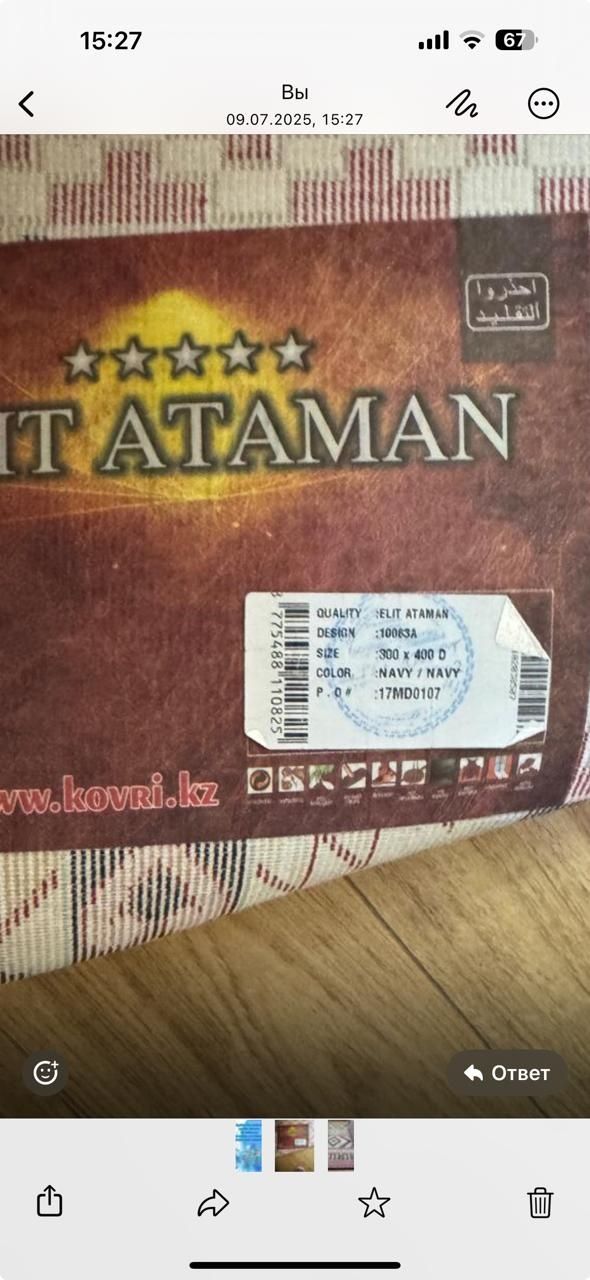 15:27
67
Вы
09.07.2025, 15:27
احذروا
التقليد
IT ATAMAN
QUALITY :ELIT ATAMAN
DESIGN :10063A
SIZE :300 x 400 D
COLOR :NAVY / NAVY
P.O # :17MD0107
775488 110825
ww.kovri.kz
Ответ